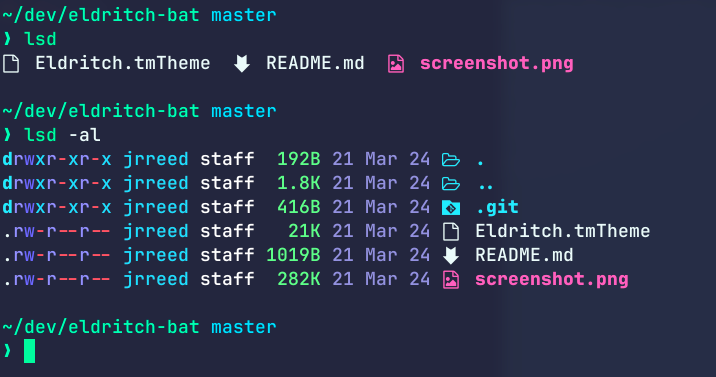 ~/dev/eldritch-bat master
❯ lsd
Eldritch.tmTheme README.md screenshot.png
~/dev/eldritch-bat master
❯ lsd -al
drwxr-xr-x jrreed staff 192B 21 Mar 24 .
drwxr-xr-x jrreed staff 1.8K 21 Mar 24 ..
drwxr-xr-x jrreed staff 416B 21 Mar 24 .git
.rw-r--r-- jrreed staff 21K 21 Mar 24 Eldritch.tmTheme
.rw-r--r-- jrreed staff 1019B 21 Mar 24 README.md
.rw-r--r-- jrreed staff 282K 21 Mar 24 screenshot.png
~/dev/eldritch-bat master
❯